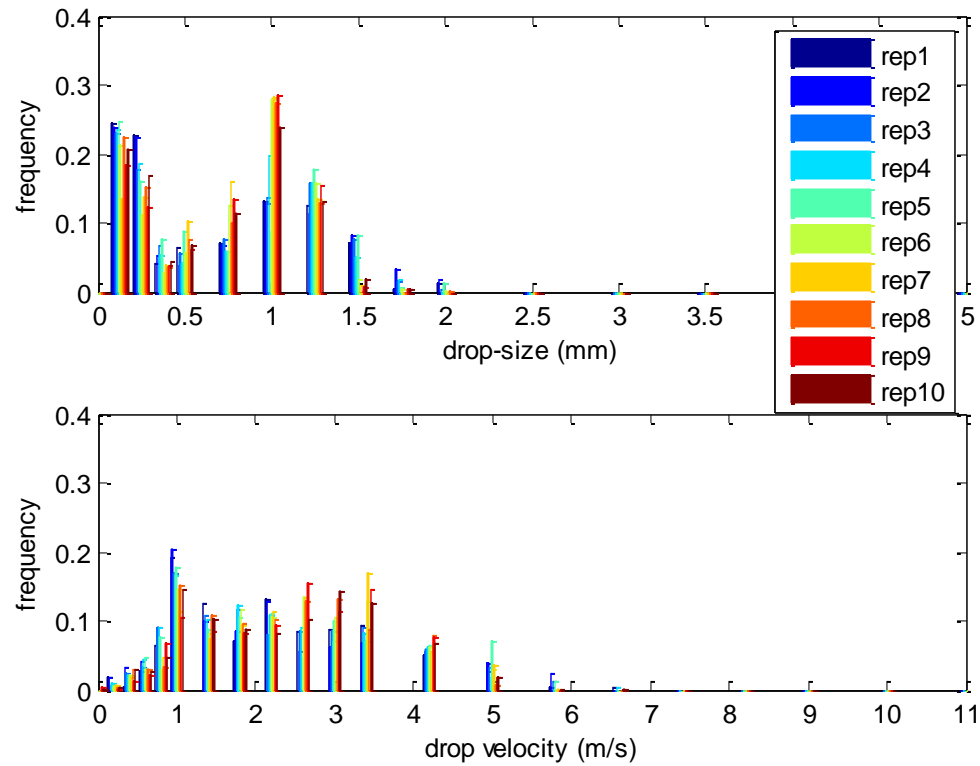 0.4
0.3
0.2
0.1
0
frequency
0 0.5 1 1.5 2 2.5 3 3.5 5
drop-size (mm)
rep1
rep2
rep3
rep4
rep5
rep6
rep7
rep8
rep9
rep10
0.4
0.3
0.2
0.1
0
frequency
0 1 2 3 4 5 6 7 8 9 10 11
drop velocity (m/s)